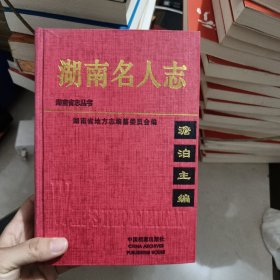 湖南名人志
湖南省志丛书
湖南省地方志编纂委员会编
澹泊主编
中国档案出版社
CHINA ARCHIVES
PUBLISHING HOUSE